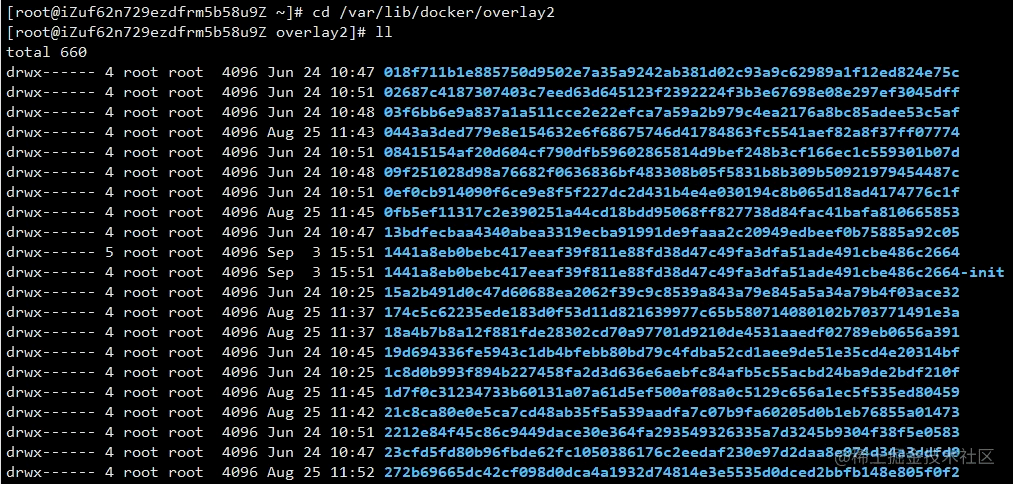 [root@iZuf62n729ezdfrm5b58u9Z ~]# cd /var/lib/docker/overlay2
[root@iZuf62n729ezdfrm5b58u9Z overlay2]# ll
total 660
drwx------ 4 root root  4096 Jun 24 10:47 018f711b1e885750d9502e7a35a9242ab381d02c93a9c62989a1f12ed824e75c
drwx------ 4 root root  4096 Jun 24 10:51 02687c4187307403c7eed63d645123f2392224f3b3e67698e08e297ef3045dff
drwx------ 4 root root  4096 Jun 24 10:48 03f6bb6e9a837a1a511cce2e22efca7a59a2b979c4ea2176a8bc85adee53c5af
drwx------ 4 root root  4096 Aug 25 11:43 0443a3ded779e8e154632e6f68675746d41784863fc5541aef82a8f37ff07774
drwx------ 4 root root  4096 Jun 24 10:51 08415154af20d604cf790dfb59602865814d9bef248b3cf166ec1c559301b07d
drwx------ 4 root root  4096 Jun 24 10:48 09f251028d98a76682f0636836bf483308b05f5831b8b309b50921979454487c
drwx------ 4 root root  4096 Jun 24 10:51 0ef0cb914090f6ce9e8f5f227dc2d431b4e4e030194c8b065d18ad4174776c1f
drwx------ 4 root root  4096 Aug 25 11:45 0fb5ef11317c2e390251a44cd18bdd95068ff827738d84fac41bafa810665853
drwx------ 4 root root  4096 Jun 24 10:47 13bdfecbaa4340abea3319ecba91991de9faaa2c20949edbeef0b75885a92c05
drwx------ 5 root root  4096 Sep  3 15:51 1441a8eb0bebc417eeaf39f811e88fd38d47c49fa3dfa51ade491cbe486c2664
drwx------ 4 root root  4096 Sep  3 15:51 1441a8eb0bebc417eeaf39f811e88fd38d47c49fa3dfa51ade491cbe486c2664-init
drwx------ 4 root root  4096 Jun 24 10:25 15a2b491d0c47d60688ea2062f39c9c8539a843a79e845a5a34a79b4f03ace32
drwx------ 4 root root  4096 Aug 25 11:37 174c5c62235ede183d0f53d11d821639977c65b580714080102b703771491e3a
drwx------ 4 root root  4096 Aug 25 11:37 18a4b7b8a12f881fde28302cd70a97701d9210de4531aaedf02789eb0656a391
drwx------ 4 root root  4096 Jun 24 10:45 19d694336fe5943c1db4bfebb80bd79c4fdba52cd1aee9de51e35cd4e20314bf
drwx------ 4 root root  4096 Jun 24 10:25 1c8d0b993f894b227458fa2d3d636e6aebfc84afb5c55acbd24ba9de2bdf210f
drwx------ 4 root root  4096 Aug 25 11:45 1d7f0c31234733b60131a07a61d5ef500af08a0c5129c656a1ec5f535ed80459
drwx------ 4 root root  4096 Aug 25 11:42 21c8ca80e0e5ca7cd48ab35f5a539aadfa7c07b9fa60205d0b1eb76855a01473
drwx------ 4 root root  4096 Jun 24 10:51 2212e84f45c86c9449dace30e364fa293549326335a7d3245b9304f38f5e0583
drwx------ 4 root root  4096 Jun 24 10:47
drwx------ 4 root root  4096 Aug 25 11:52 272b69665dc42cf098d0dca4a1932d74814e3e5535d0dced2bbfb148e805f0f2
@稀土掘金技术社区